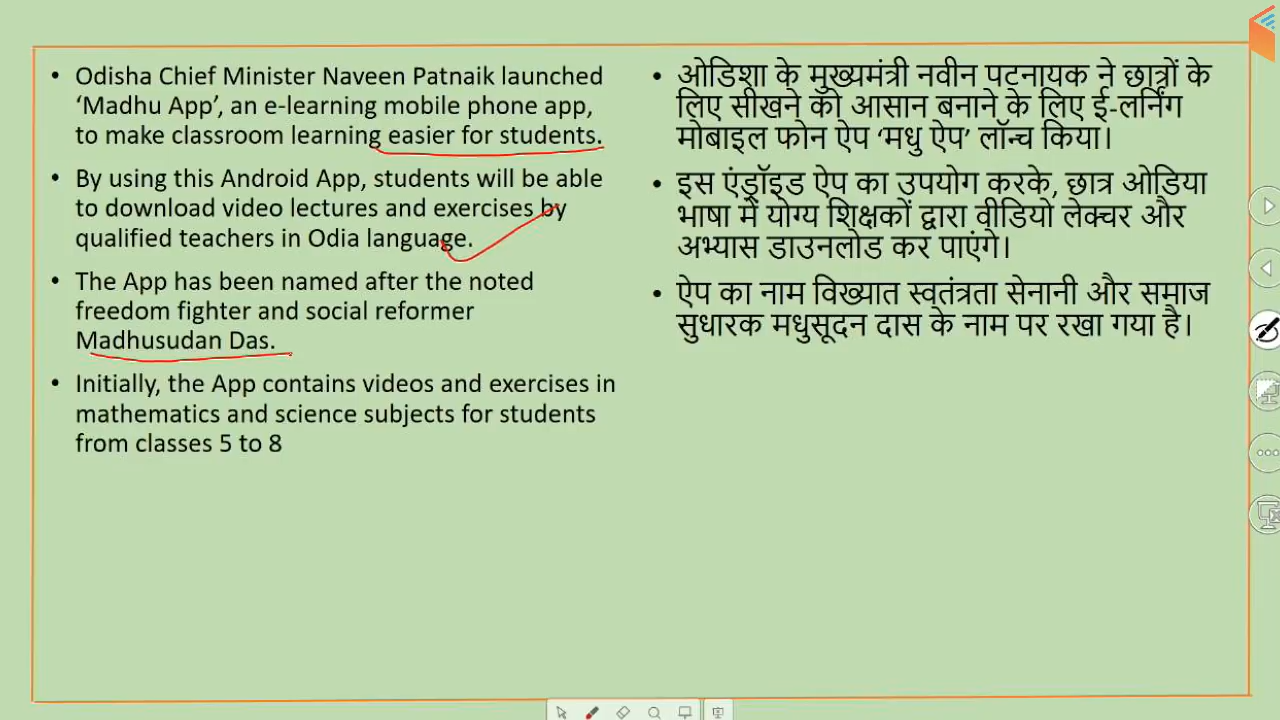 • Odisha Chief Minister Naveen Patnaik launched
‘Madhu App’, an e-learning mobile phone app,
to make classroom learning easier for students.
• By using this Android App, students will be able
to download video lectures and exercises by
qualified teachers in Odia language.
• The App has been named after the noted
freedom fighter and social reformer
Madhusudan Das.
• Initially, the App contains videos and exercises in
mathematics and science subjects for students
from classes 5 to 8
• ओडिशा के मुख्यमंत्री नवीन पटनायक ने छात्रों के
लिए सीखने को आसान बनाने के लिए ई-लर्निंग
मोबाइल फोन ऐप ‘मधु ऐप’ लॉन्च किया।
• इस एंड्रॉइड ऐप का उपयोग करके, छात्र ओडिया
भाषा में योग्य शिक्षकों द्वारा वीडियो लेक्चर और
अभ्यास डाउनलोड कर पाएंगे।
• ऐप का नाम विख्यात स्वतंत्रता सेनानी और समाज
सुधारक मधुसूदन दास के नाम पर रखा गया है।